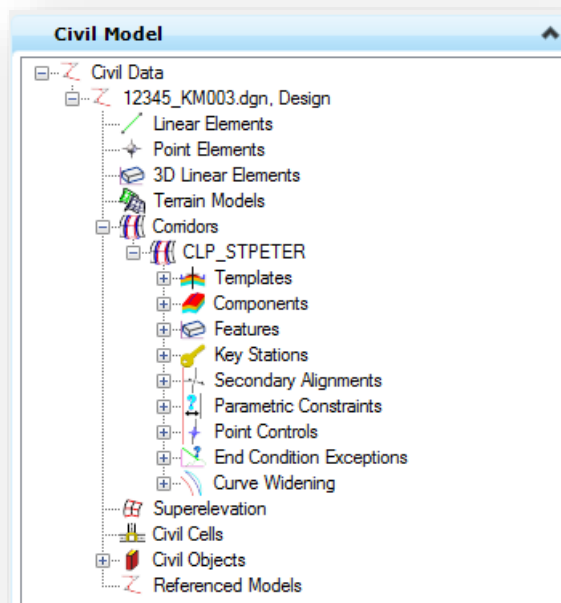 Civil Model
Civil Data
12345_KM003.dgn, Design
Linear Elements
Point Elements
3D Linear Elements
Terrain Models
Corridors
CLP_STPETER
Templates
Components
Features
Key Stations
Secondary Alignments
Parametric Constraints
Point Controls
End Condition Exceptions
Curve Widening
Superelevation
Civil Cells
Civil Objects
Referenced Models